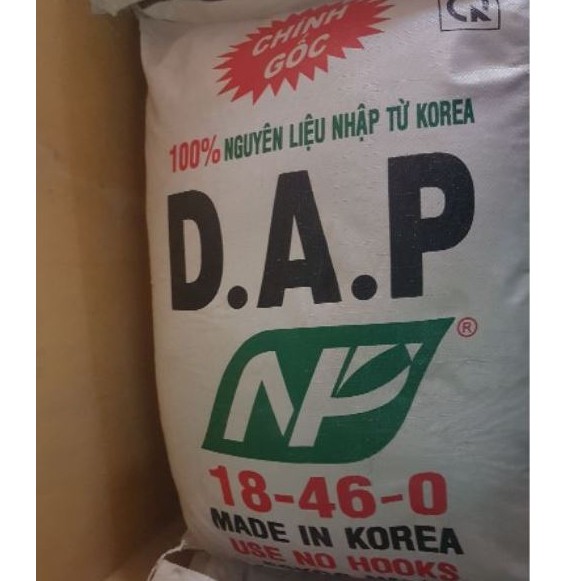 CHÍNH
GỐC
100% NGUYÊN LIỆU NHẬP TỪ KOREA
D.A.P
NP ®
18-46-0
MADE IN KOREA
USE NO HOOKS